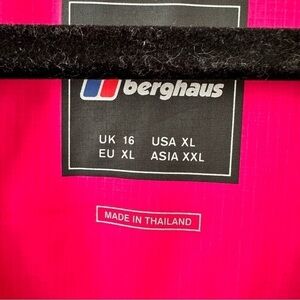 berghaus
UK 16 USA XL
EU XL ASIA XXL
MADE IN THAILAND